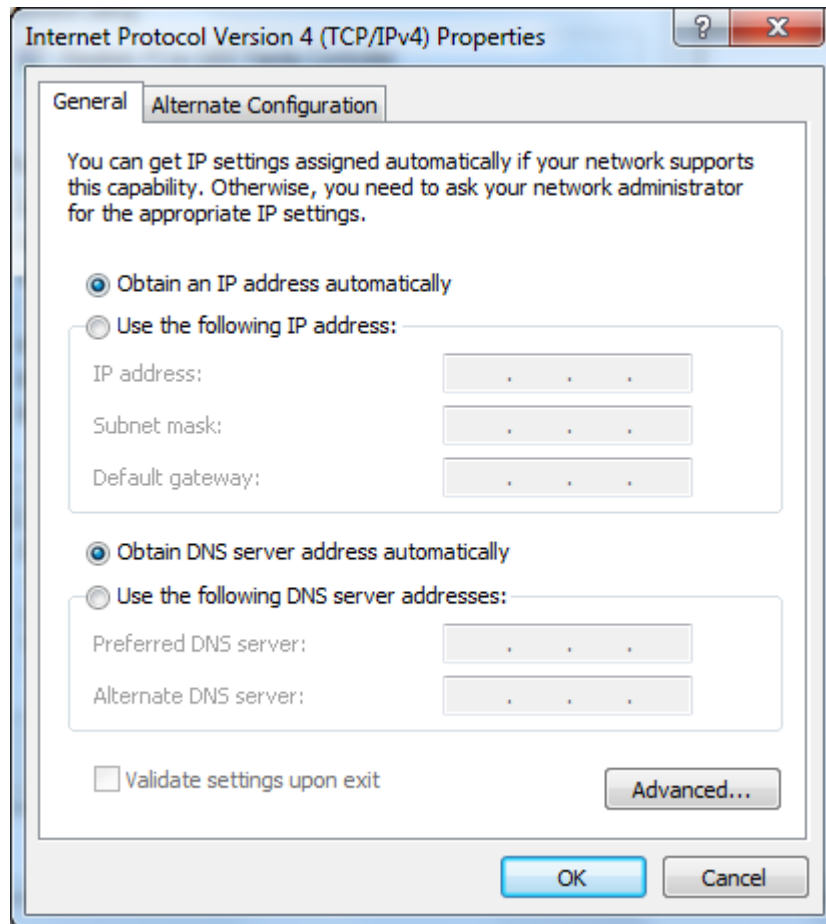 Internet Protocol Version 4 (TCP/IPv4) Properties
General
Alternate Configuration
You can get IP settings assigned automatically if your network supports
this capability. Otherwise, you need to ask your network administrator
for the appropriate IP settings.
Obtain an IP address automatically
Use the following IP address:
IP address:
Subnet mask:
Default gateway:
Obtain DNS server address automatically
Use the following DNS server addresses:
Preferred DNS server:
Alternate DNS server:
Validate settings upon exit
Advanced...
OK
Cancel